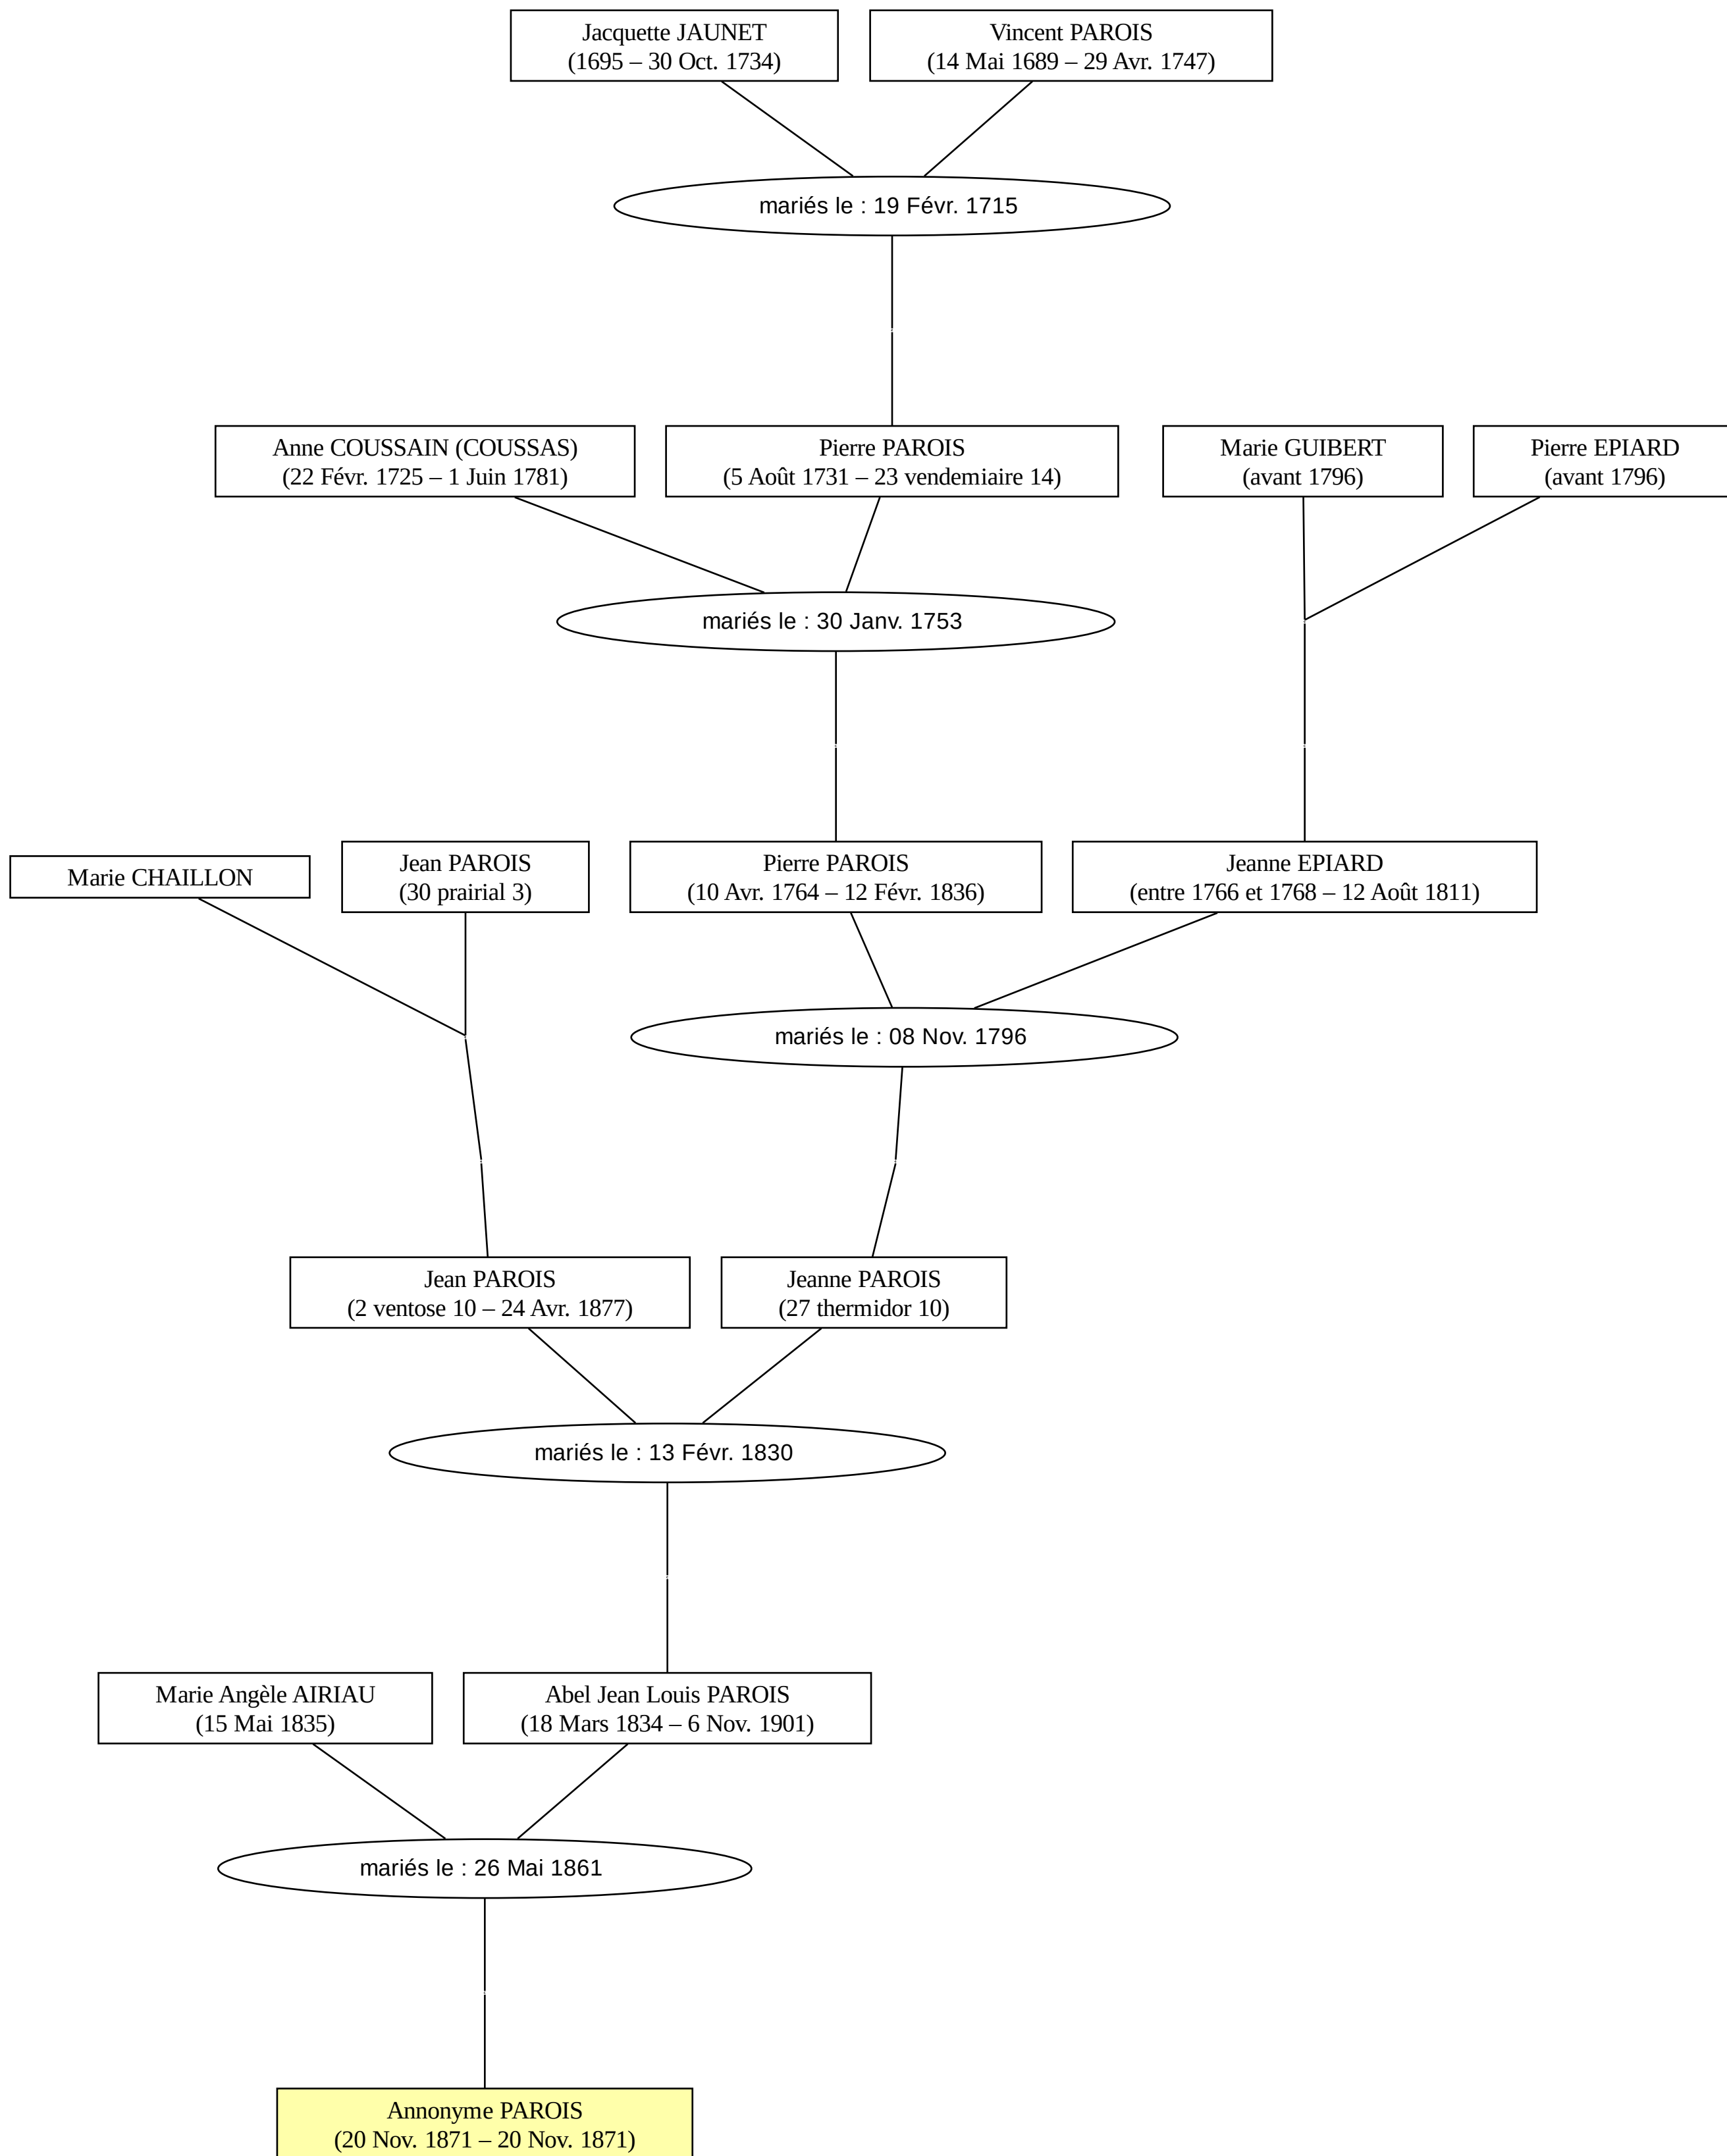 Jacquette JAUNET
(1695 – 30 Oct. 1734)
Vincent PAROIS
(14 Mai 1689 – 29 Avr. 1747)
mariés le : 19 Févr. 1715
Anne COUSSAIN (COUSSAS)
(22 Févr. 1725 – 1 Juin 1781)
Pierre PAROIS
(5 Août 1731 – 23 vendemiaire 14)
Marie GUIBERT
(avant 1796)
Pierre EPIARD
(avant 1796)
mariés le : 30 Janv. 1753
Marie CHAILLON
Jean PAROIS
(30 prairial 3)
Pierre PAROIS
(10 Avr. 1764 – 12 Févr. 1836)
Jeanne EPIARD
(entre 1766 et 1768 – 12 Août 1811)
mariés le : 08 Nov. 1796
Jean PAROIS
(2 ventose 10 – 24 Avr. 1877)
Jeanne PAROIS
(27 thermidor 10)
mariés le : 13 Févr. 1830
Marie Angèle AIRIAU
(15 Mai 1835)
Abel Jean Louis PAROIS
(18 Mars 1834 – 6 Nov. 1901)
mariés le : 26 Mai 1861
Annonyme PAROIS
(20 Nov. 1871 – 20 Nov. 1871)